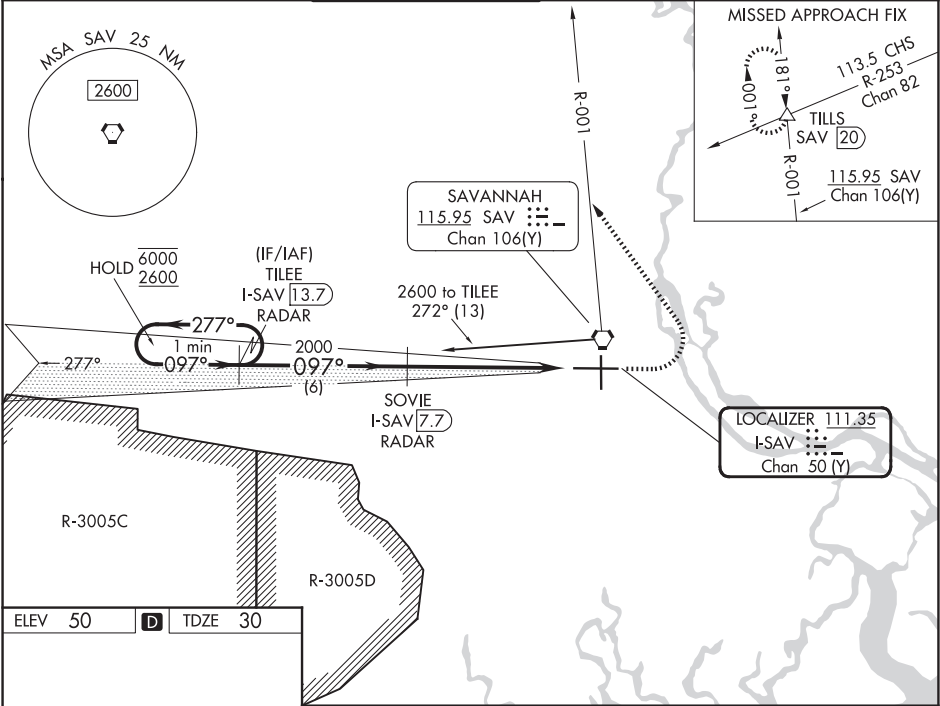 MSA SAV 25 NM
2600
MISSED APPROACH FIX
181°
001°
113.5 CHS
R-253
Chan 82
TILLS
SAV 20
R-001
115.95 SAV
Chan 106(Y)
R-001
SAVANNAH
115.95 SAV
Chan 106(Y)
HOLD
6000
2600
(IF/IAF)
TILEE
I-SAV 13.7
RADAR
2600 to TILEE
272° (13)
277°
1 min
097°
277°
2000
097°
(6)
SOVIE
I-SAV 7.7
RADAR
LOCALIZER 111.35
I-SAV
Chan 50 (Y)
R-3005C
R-3005D
ELEV 50
D
TDZE 30